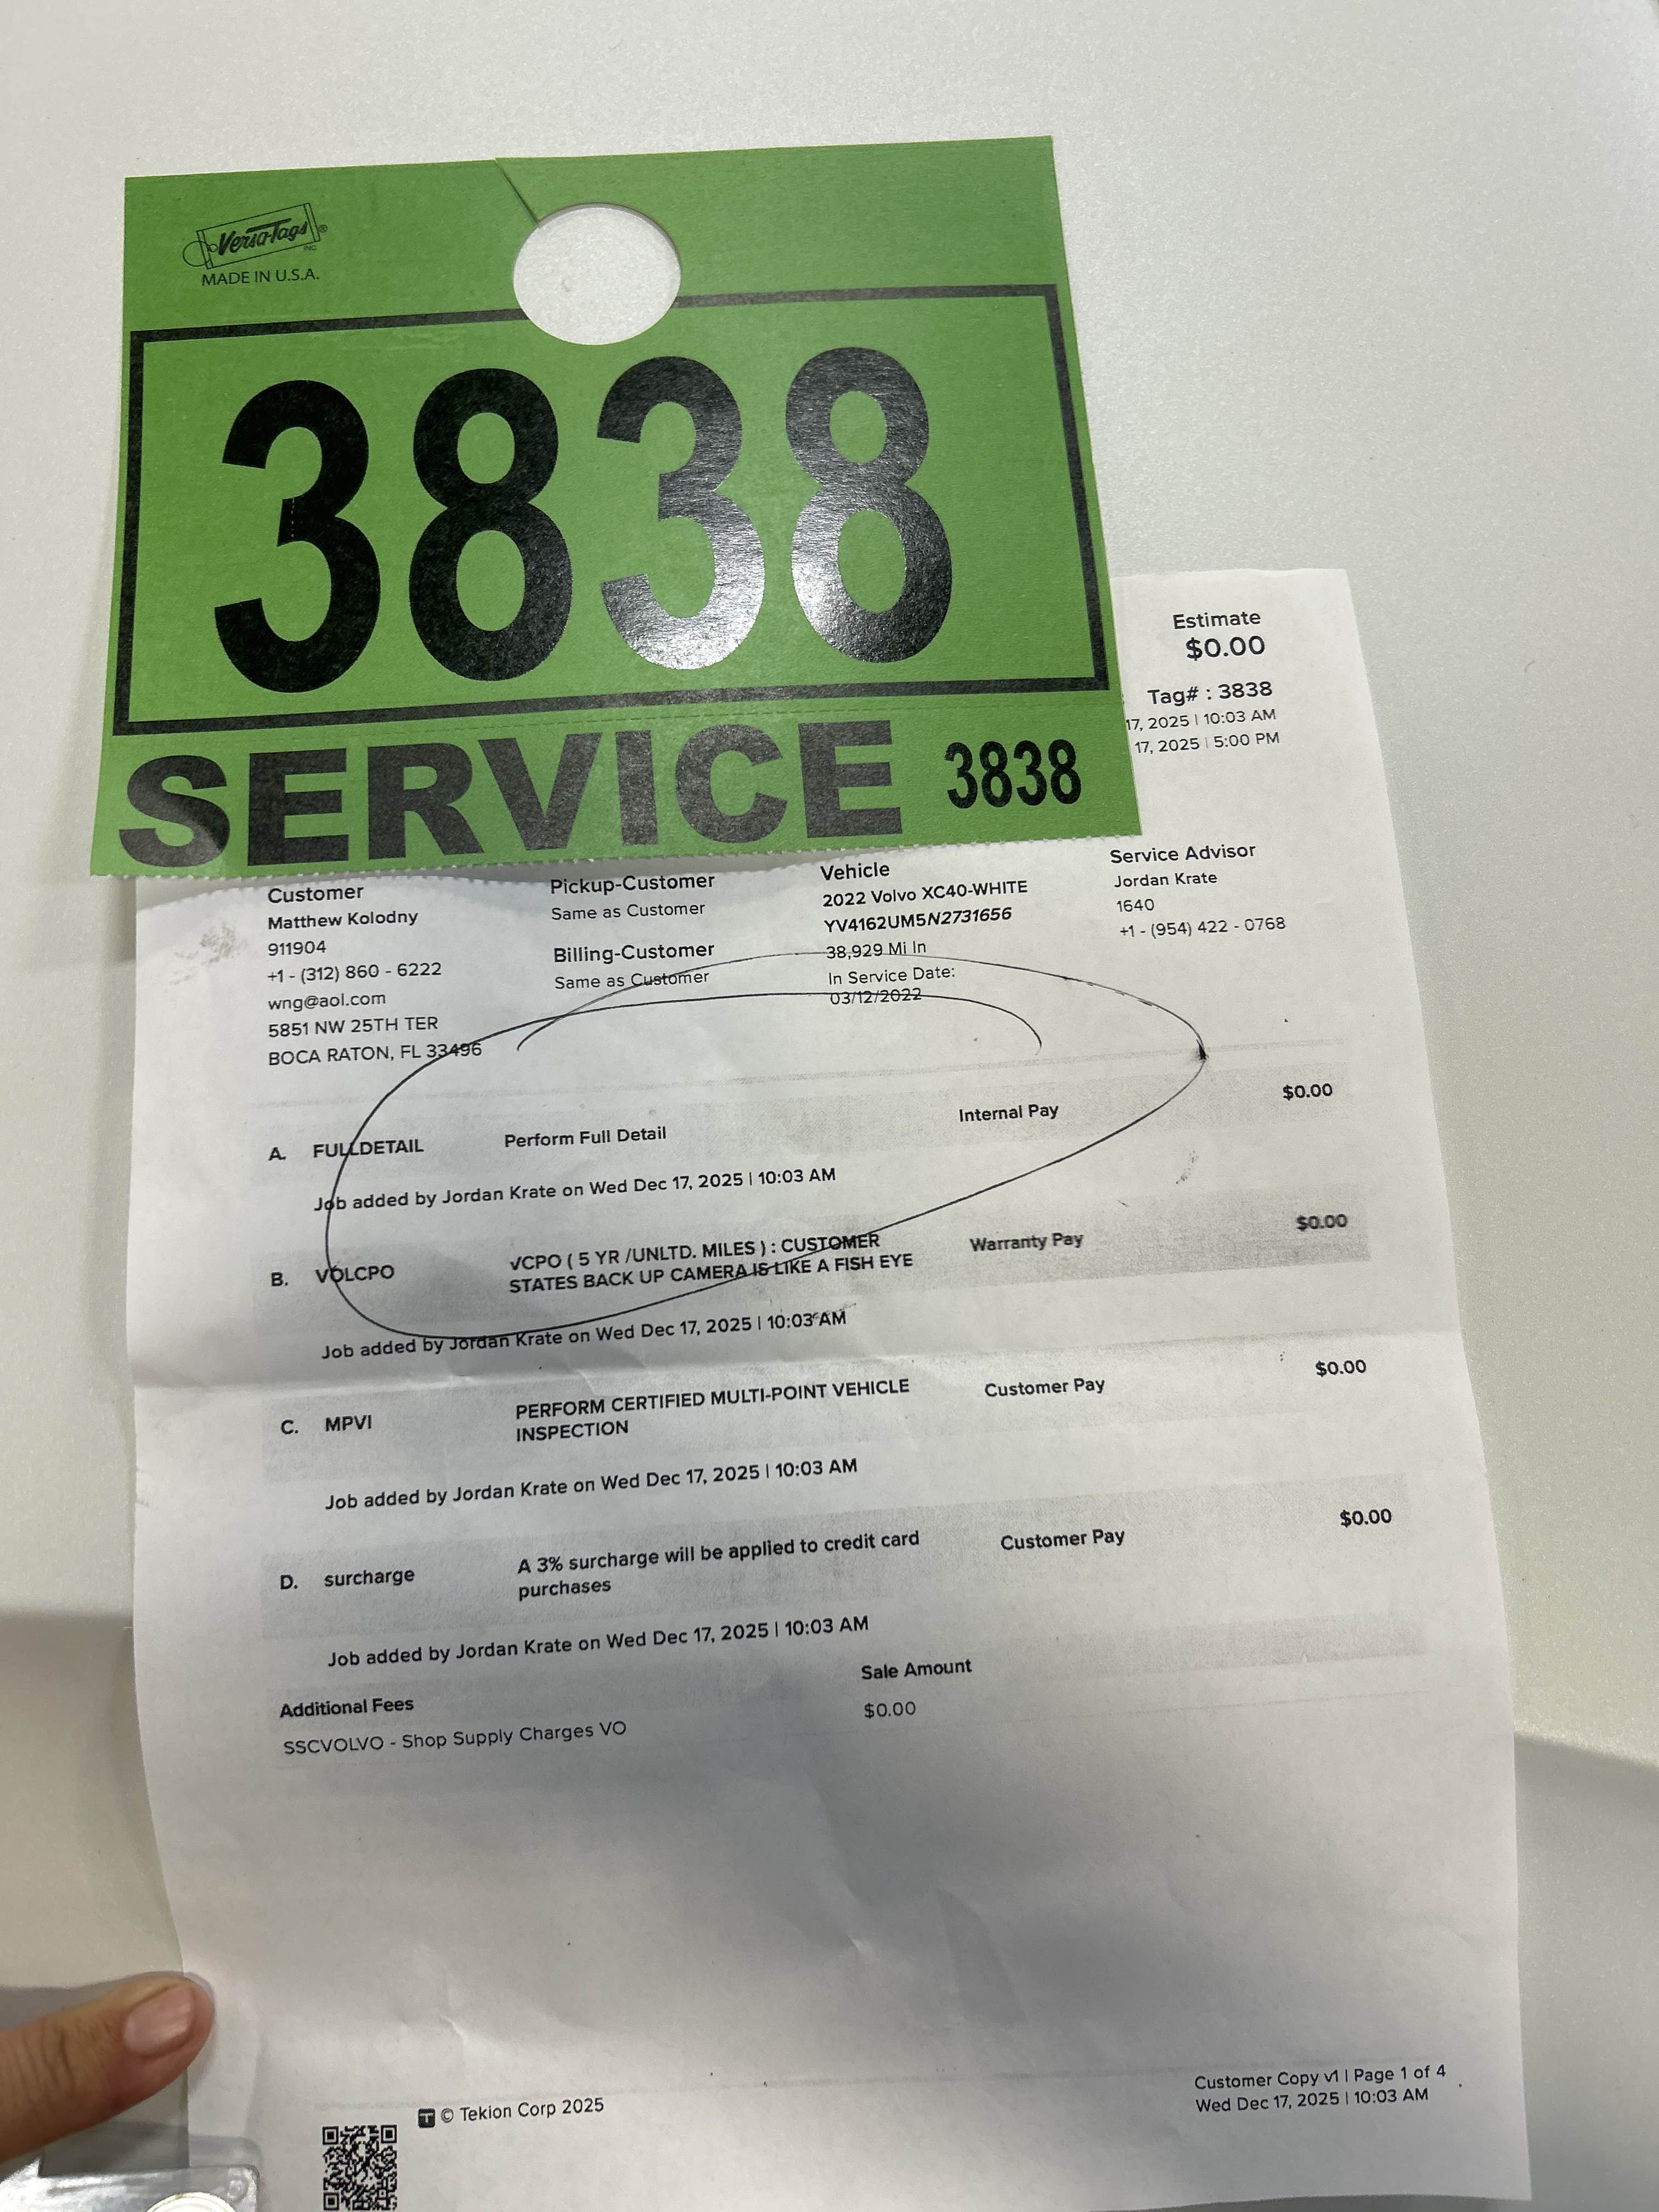 Versa-Tags®
INC
MADE IN U.S.A.
3838
SERVICE 3838
Estimate
$0.00
Tag# : 3838
17, 2025 | 10:03 AM
17, 2025 | 5:00 PM
Customer
Matthew Kolodny
911904
+1 - (312) 860 - 6222
wng@aol.com
5851 NW 25TH TER
BOCA RATON, FL 33496
Pickup-Customer
Same as Customer
Billing-Customer
Same as Customer
Vehicle
2022 Volvo XC40-WHITE
YV4162UM5N2731656
38,929 Mi In
In Service Date:
03/12/2022
Service Advisor
Jordan Krate
1640
+1 - (954) 422 - 0768
A. FULLDETAIL Perform Full Detail Internal Pay $0.00
Job added by Jordan Krate on Wed Dec 17, 2025 | 10:03 AM
B. VOLCPO √CPO ( 5 YR /UNLTD. MILES ) : CUSTOMER Warranty Pay $0.00
STATES BACK UP CAMERA IS LIKE A FISH EYE
Job added by Jordan Krate on Wed Dec 17, 2025 | 10:03 AM
C. MPVI PERFORM CERTIFIED MULTI-POINT VEHICLE Customer Pay $0.00
INSPECTION
Job added by Jordan Krate on Wed Dec 17, 2025 | 10:03 AM
D. surcharge A 3% surcharge will be applied to credit card Customer Pay $0.00
purchases
Job added by Jordan Krate on Wed Dec 17, 2025 | 10:03 AM
Additional Fees Sale Amount
SSCVOLVO - Shop Supply Charges VO $0.00
T © Tekion Corp 2025
Customer Copy v1 | Page 1 of 4
Wed Dec 17, 2025 | 10:03 AM